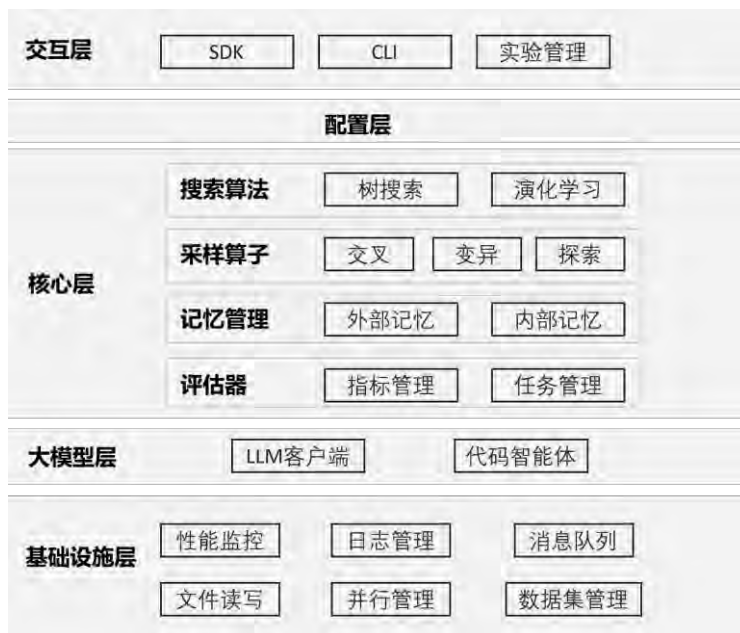 交互层 SDK CLI 实验管理
配置层
核心层
搜索算法 树搜索 演化学习
采样算子 交叉 变异 探索
记忆管理 外部记忆 内部记忆
评估器 指标管理 任务管理
大模型层 LLM客户端 代码智能体
基础设施层
性能监控 日志管理 消息队列
文件读写 并行管理 数据集管理